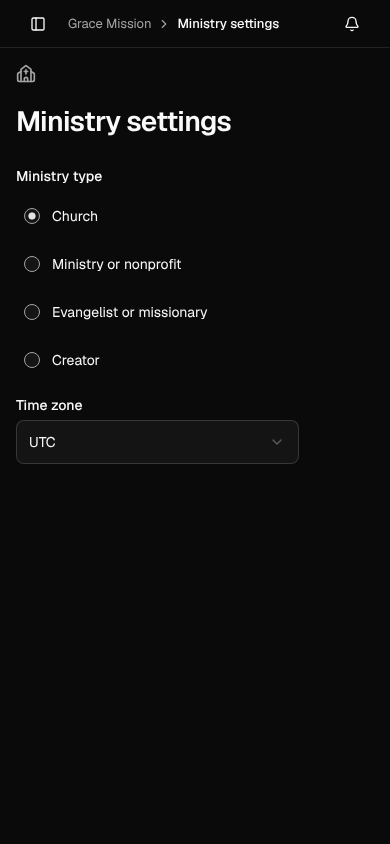 Grace Mission > Ministry settings
Ministry settings
Ministry type
Church
Ministry or nonprofit
Evangelist or missionary
Creator
Time zone
UTC